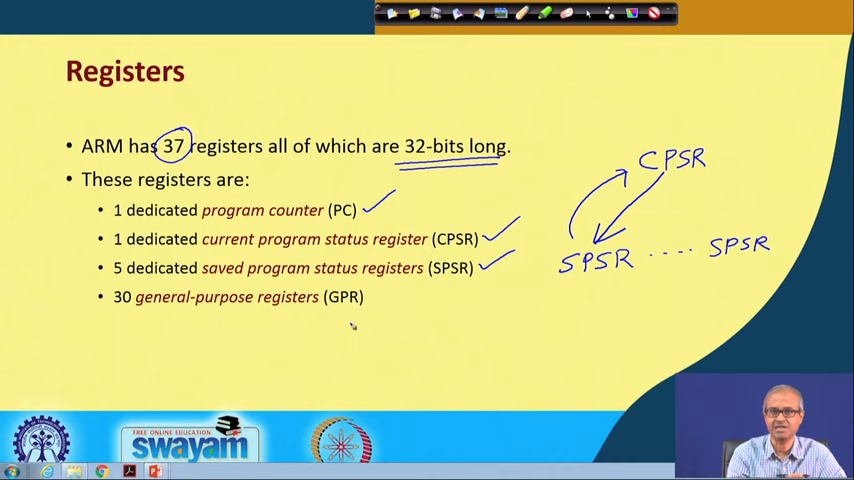 Registers
• ARM has 37 registers all of which are 32-bits long.
• These registers are:
• 1 dedicated program counter (PC)
• 1 dedicated current program status register (CPSR)
• 5 dedicated saved program status registers (SPSR)
• 30 general-purpose registers (GPR)
CPSR
SPSR .... SPSR
FREE ONLINE EDUCATION
swayam